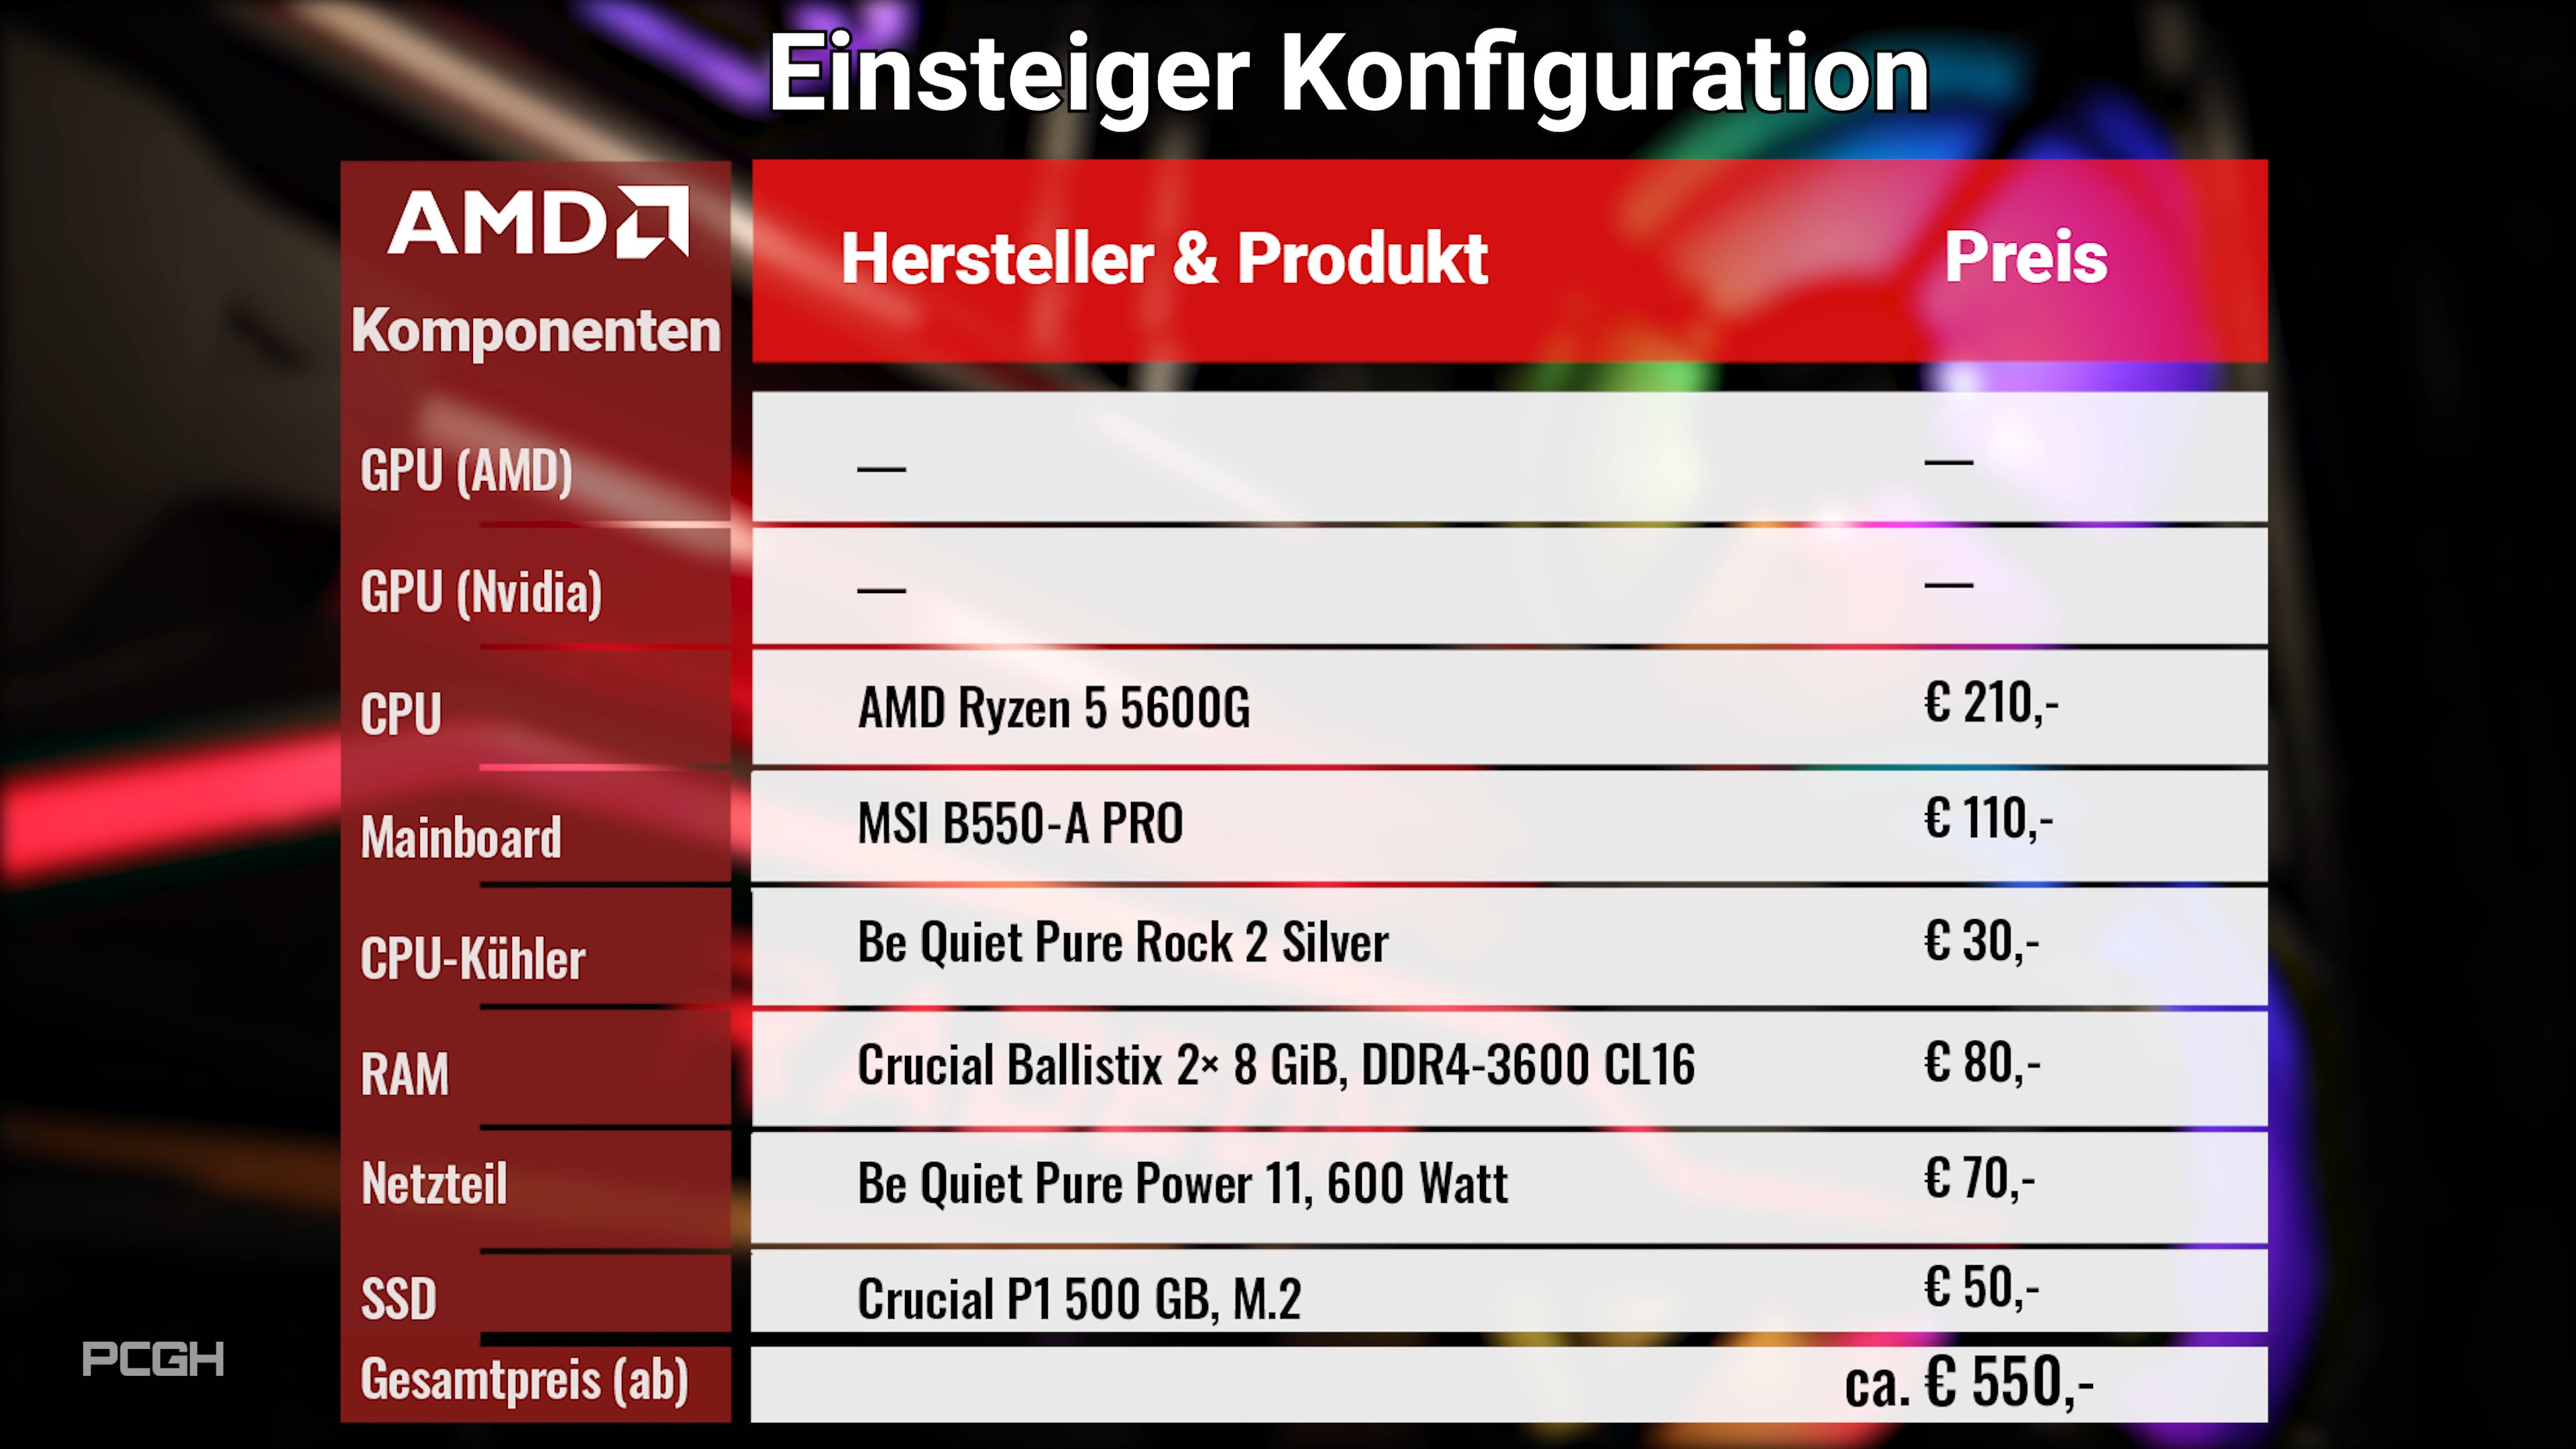 Einsteiger Konfiguration
AMD
Komponenten
Hersteller & Produkt
Preis
GPU (AMD)
—
—
GPU (Nvidia)
—
—
CPU
AMD Ryzen 5 5600G
€ 210,-
Mainboard
MSI B550-A PRO
€ 110,-
CPU-Kühler
Be Quiet Pure Rock 2 Silver
€ 30,-
RAM
Crucial Ballistix 2× 8 GiB, DDR4-3600 CL16
€ 80,-
Netzteil
Be Quiet Pure Power 11, 600 Watt
€ 70,-
SSD
Crucial P1 500 GB, M.2
€ 50,-
Gesamtpreis (ab)
ca. € 550,-
PCGH
RADEON